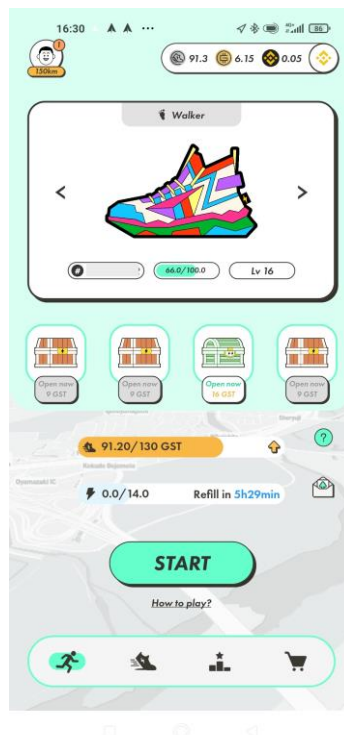 16:30
86
91.3 6.15 0.05
150km
Walker
#
66.0/100.0
Lv 16
Open now
9 GST
Open now
9 GST
Open now
16 GST
Open now
9 GST
91.20/130 GST
?
0.0/14.0 Refill in 5h29min
START
How to play?